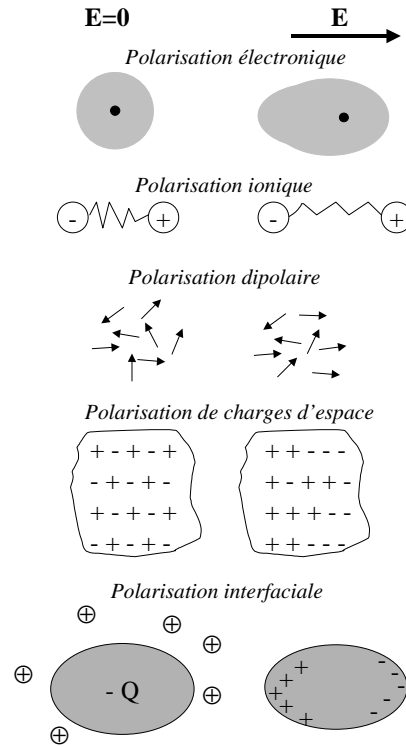 E=0 E
Polarisation électronique
Polarisation ionique
- + - +
Polarisation dipolaire
Polarisation de charges d'espace
+ - + - + + + - - -
- + - + - + - + + -
+ - + - + + + + - -
- + - + - + + - - -
Polarisation interfaciale
- Q